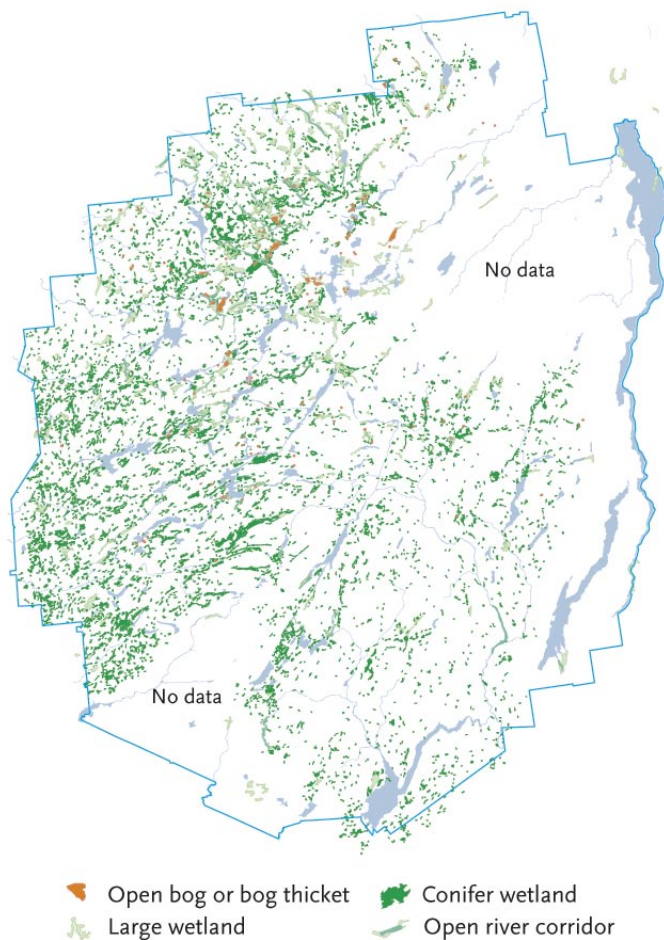 No data
No data
Open bog or bog thicket
Conifer wetland
Large wetland
Open river corridor